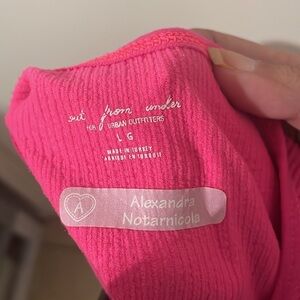 out from under
FOR URBAN OUTFITTERS
L G
MADE IN TURKEY
FABRIQUÉ EN TURQUIE
A
Alexandra
Notarnicola